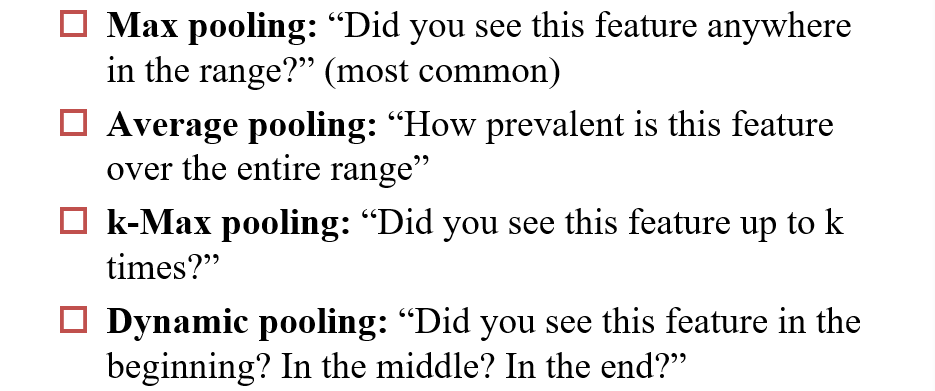 Max pooling: “Did you see this feature anywhere
in the range?” (most common)
Average pooling: “How prevalent is this feature
over the entire range”
k-Max pooling: “Did you see this feature up to k
times?”
Dynamic pooling: “Did you see this feature in the
beginning? In the middle? In the end?”